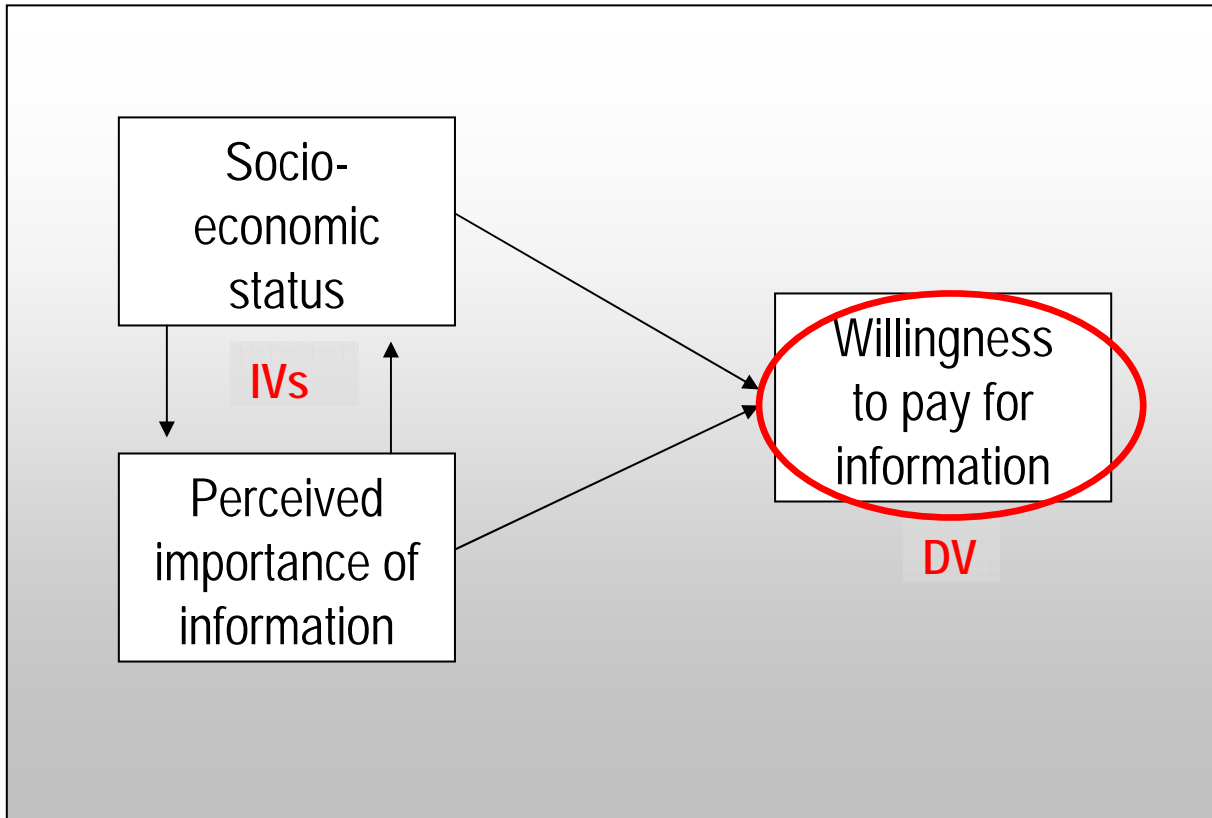 Socio-
economic
status
IVs
Perceived
importance of
information
Willingness
to pay for
information
DV